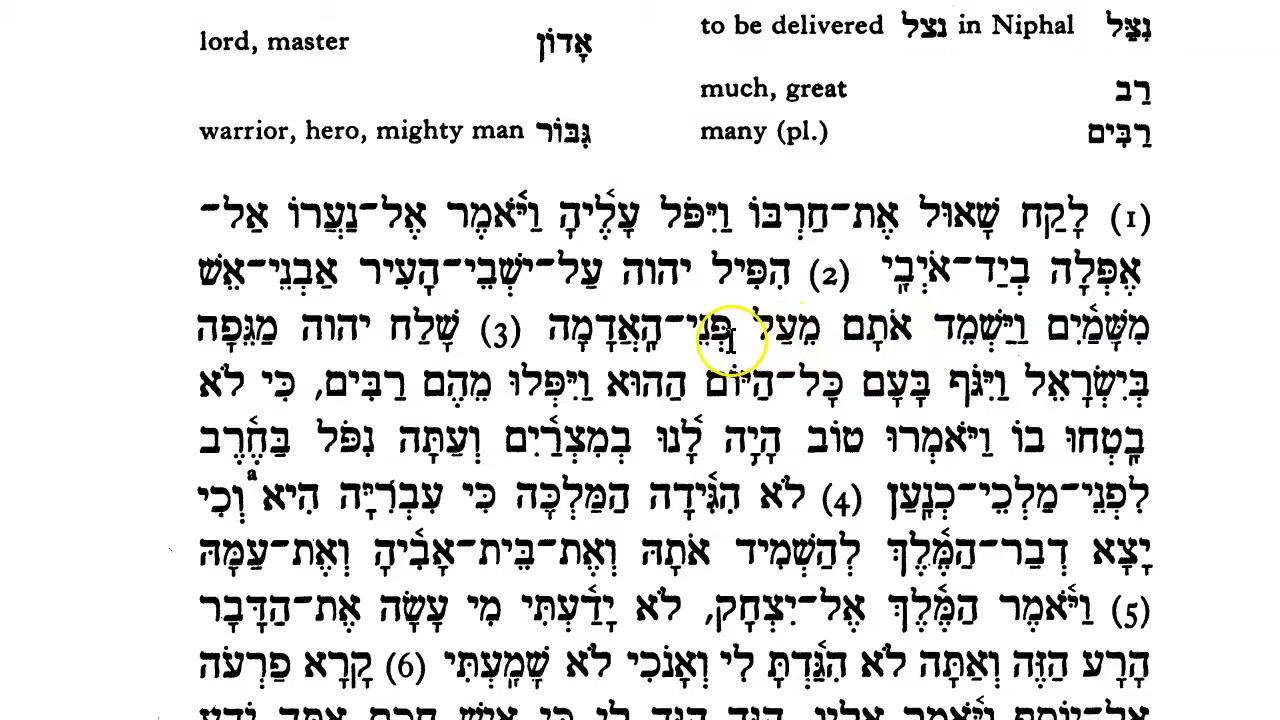 to be delivered נצל in Niphal נִצַּל
lord, master אָדוֹן
much, great רַב
warrior, hero, mighty man גִּבּוֹר
many (pl.) רַבִּים
(1) לָקַח שָׁאוּל אֶת־חַרְבּוֹ וַיִּפֹּל עָלֶ֫יהָ וַיֹּ֫אמֶר אֶל־נַעֲרוֹ אַל־
אֶפְּלָה בְּיַד־אֹיְבָֽי (2) הִפִּיל יהוה עַל־יֹשְׁבֵי־הָעִיר אַבְנֵי־אֵשׁ
מִשָּׁמַ֫יִם וַיַּשְׁמֵד אֹתָם מֵעַל פְּנֵי־הָֽאֲדָמָה (3) שָׁלַח יהוה מַגֵּפָה
בְּיִשְׂרָאֵל וַיִּגֹּף בָּעָם כָּל־הַיּוֹם הַהוּא וַיִּפְּלוּ מֵהֶם רַבִּים, כִּי לֹא
בָֽטְחוּ בוֹ וַיֹּאמְרוּ טוֹב הָיָה לָ֫נוּ בְמִצְרַ֫יִם וְעַתָּה נִפֹּל בַּחֶ֫רֶב
לִפְנֵי־מַלְכֵי־כְנָֽעַן (4) לֹא הִגִּ֫ידָה הַמַּלְכָּה כִּי עִבְרִיָּה הִיא ᵃ וְכִי
יָצָא דְבַר־הַמֶּ֫לֶךְ לְהַשְׁמִיד אֹתָהּ וְאֶת־בֵּית־אָבִ֫יהָ וְאֶת־עַמָּהּ
(5) וַיֹּ֫אמֶר הַמֶּ֫לֶךְ אֶל־יִצְחָק, לֹא יָדַ֫עְתִּי מִי עָשָׂה אֶת־הַדָּבָר
הָרָע הַזֶּה וְאַתָּה לֹא הִגַּ֫דְתָּ לִּי וְאָנֹכִי לֹא שָׁמָֽעְתִּי (6) קָרָא פַרְעֹה